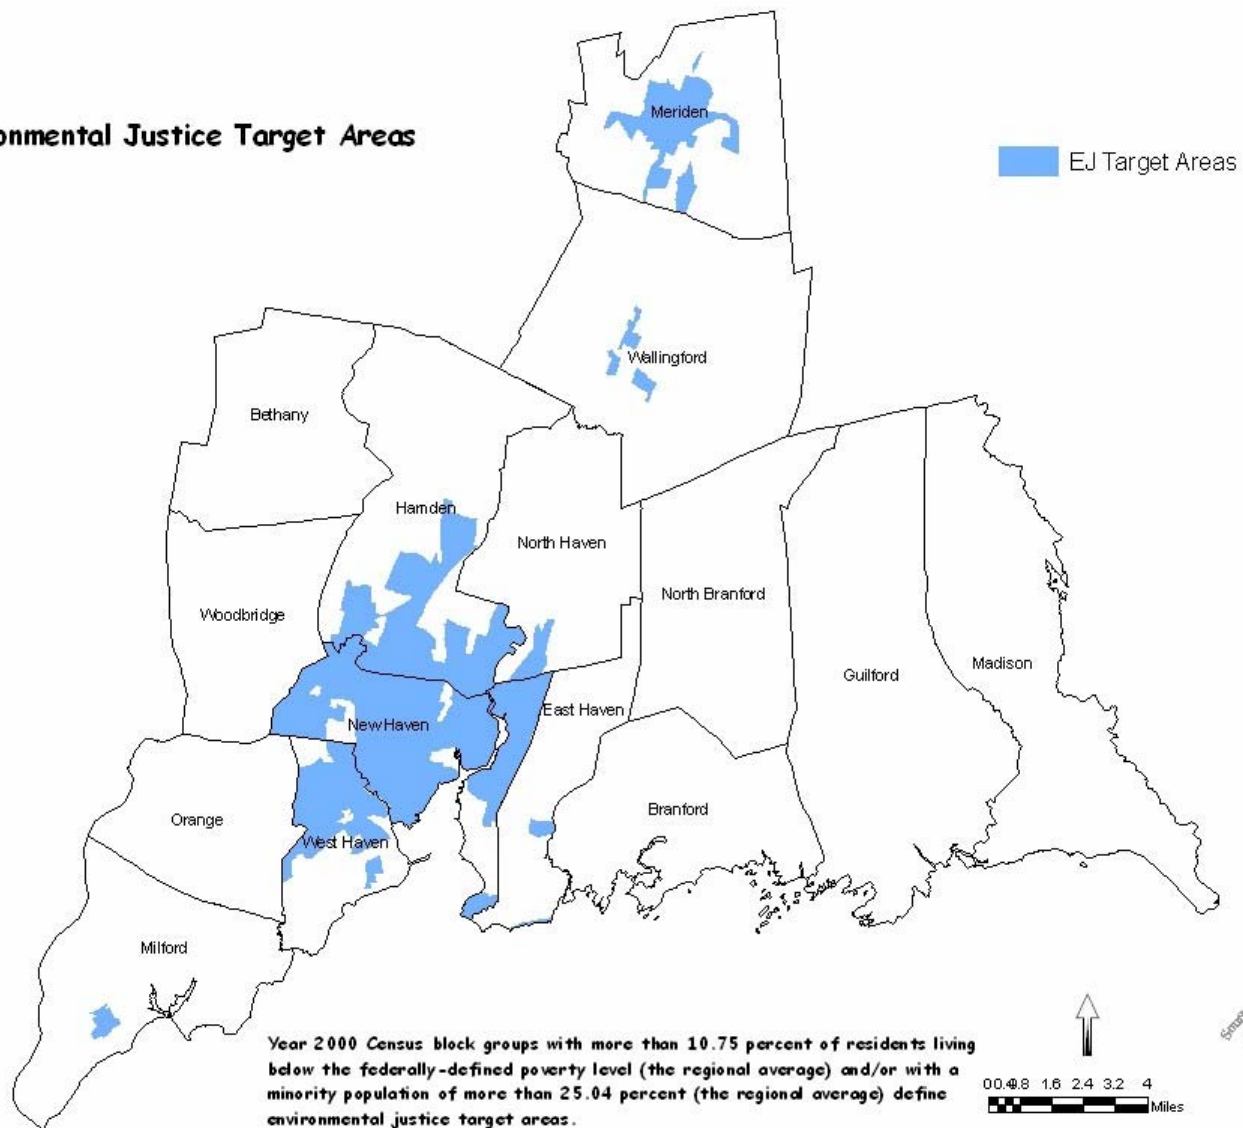 onmental Justice Target Areas
EJ Target Areas
Meriden
Wallingford
Bethany
Hamden
North Haven
North Branford
Woodbridge
Guilford
Madison
New Haven
East Haven
Orange
West Haven
Branford
Milford
Year 2000 Census block groups with more than 10.75 percent of residents living
below the federally-defined poverty level (the regional average) and/or with a
minority population of more than 25.04 percent (the regional average) define
environmental justice target areas.
0 0.4 0.8 1.6 2.4 3.2 4
Miles